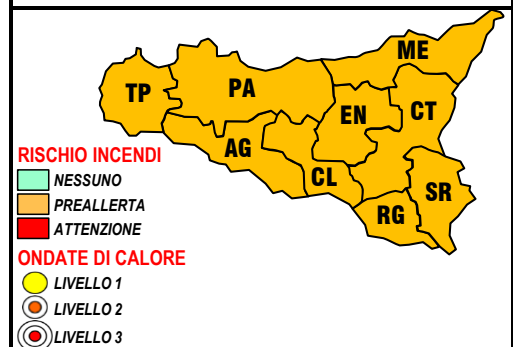 ME
PA
TP
EN
CT
AG
CL
SR
RG
RISCHIO INCENDI
NESSUNO
PREALLERTA
ATTENZIONE
ONDATE DI CALORE
LIVELLO 1
LIVELLO 2
LIVELLO 3